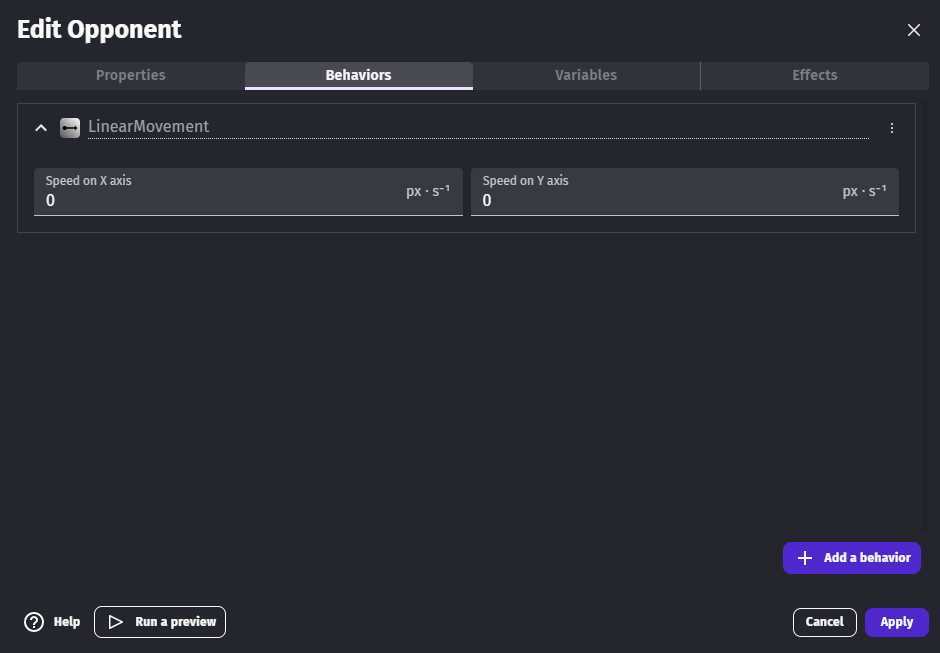 Edit Opponent
Properties
Behaviors
Variables
Effects
LinearMovement
Speed on X axis
0
px · s⁻¹
Speed on Y axis
0
px · s⁻¹
Add a behavior
Help
Run a preview
Cancel
Apply